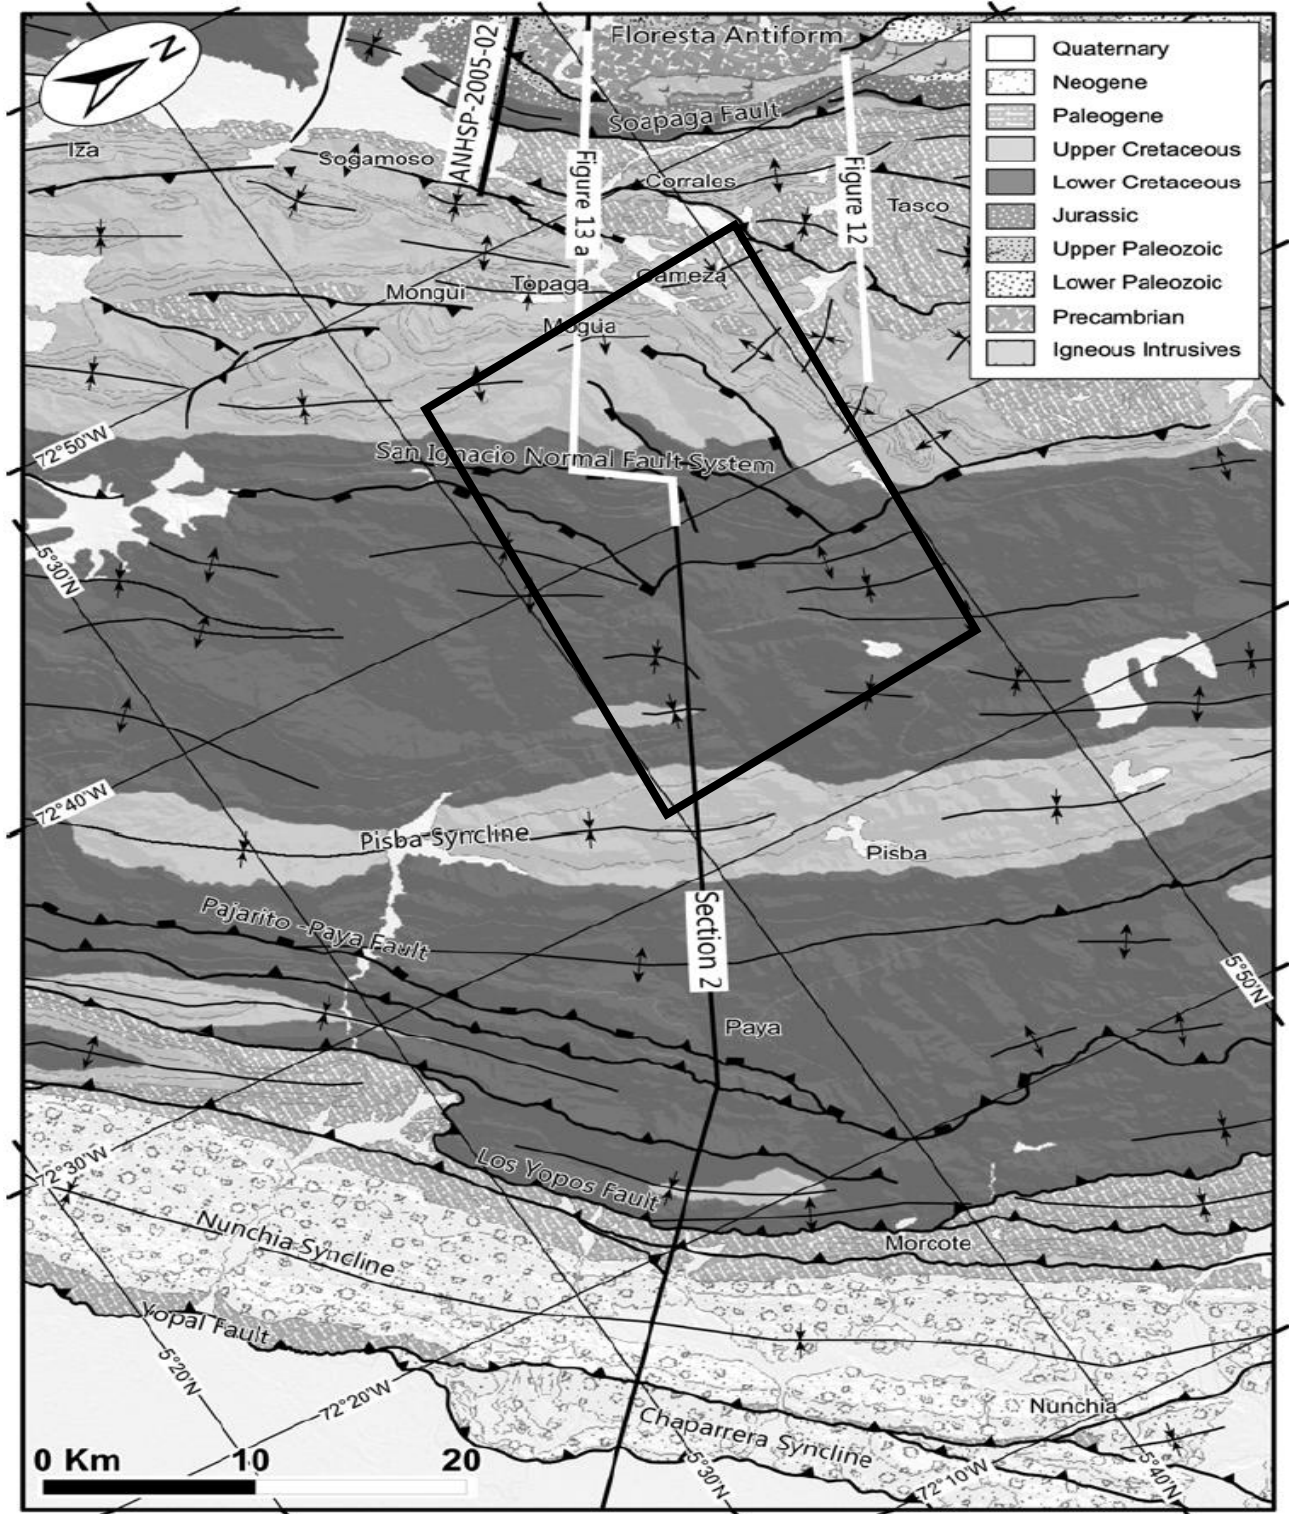 Floresta Antiform
N
ANHSP-2005-02
Quaternary
Neogene
Paleogene
Upper Cretaceous
Lower Cretaceous
Jurassic
Upper Paleozoic
Lower Paleozoic
Precambrian
Igneous Intrusives
Soapaga Fault
Iza
Sogamoso
Figure 13 a
Corrales
Figure 12
Tasco
Gameza
Topaga
Mongui
Mogua
72°50'W
San Ignacio Normal Fault System
5°30'N
72°40'W
Pisba Syncline
Pisba
Section 2
Pajarito -Paya Fault
5°50'N
Paya
72°30'W
Los Yopos Fault
Nunchia Syncline
Morcote
Yopal Fault
5°20'N
72°20'W
Nunchia
Chaparrera Syncline
0 Km 10 20
5°30'N
72°10'W
5°40'N